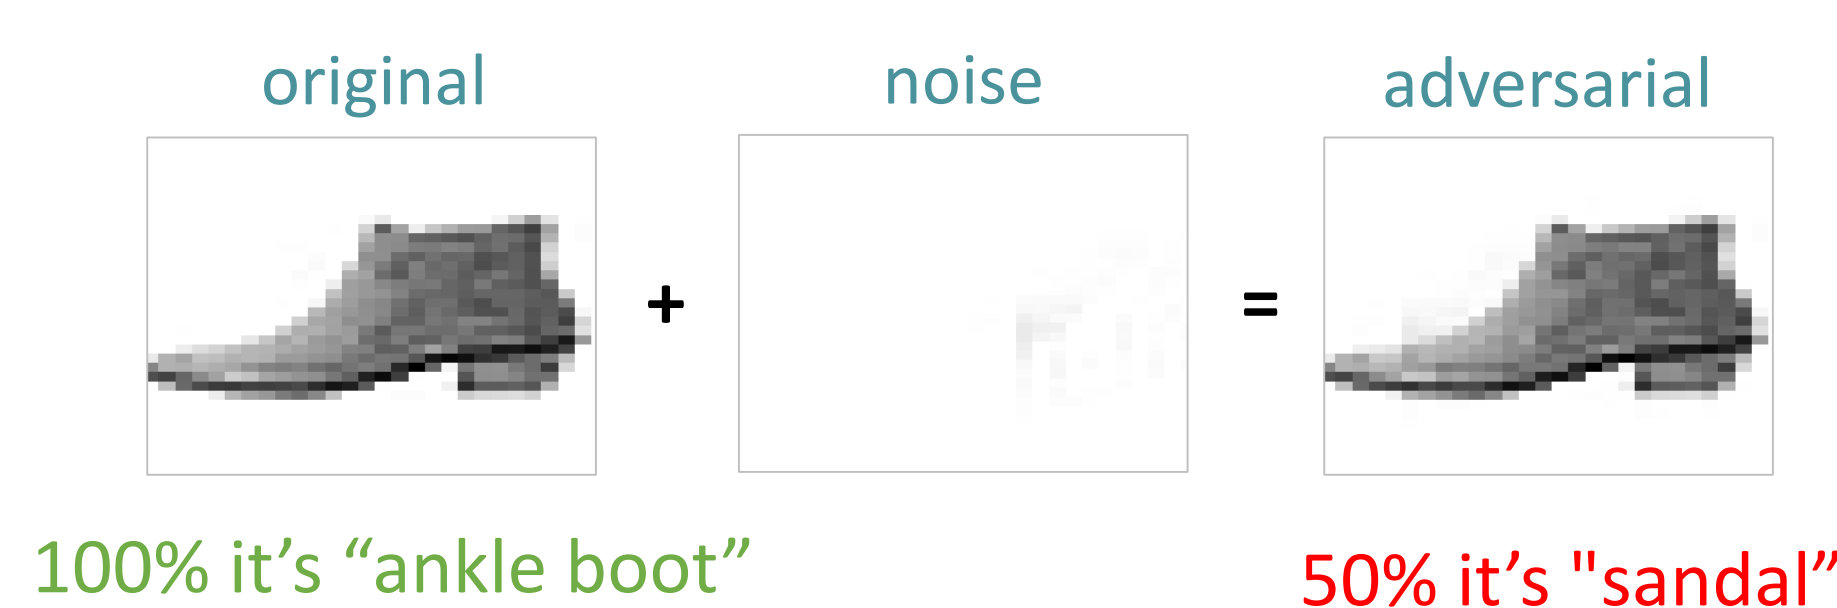 original noise adversarial
+ =
100% it’s “ankle boot” 50% it’s "sandal”